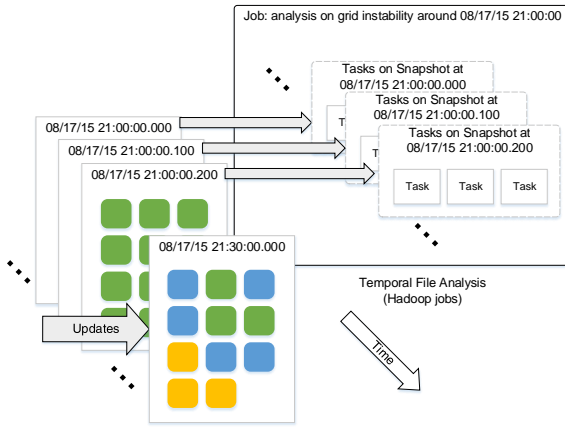 Job: analysis on grid instability around 08/17/15 21:00:00
Tasks on Snapshot at
08/17/15 21:00:00.000
Tasks on Snapshot at
08/17/15 21:00:00.100
Tasks on Snapshot at
08/17/15 21:00:00.200
T
T
Task
Task
Task
08/17/15 21:00:00.000
08/17/15 21:00:00.100
08/17/15 21:00:00.200
08/17/15 21:30:00.000
Updates
Temporal File Analysis
(Hadoop jobs)
Time